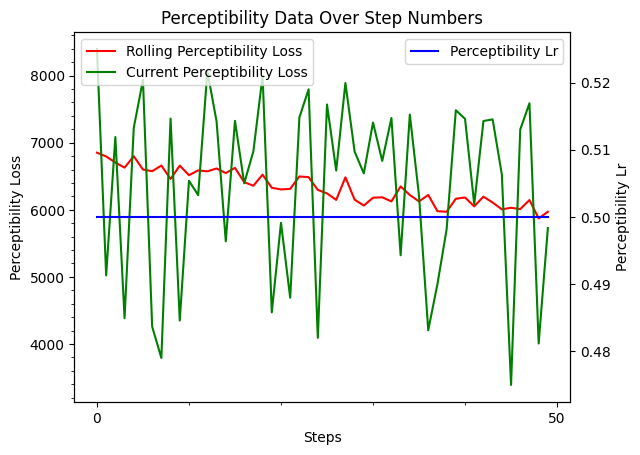 Perceptibility Data Over Step Numbers
Rolling Perceptibility Loss
Current Perceptibility Loss
Perceptibility Lr
8000
7000
6000
5000
4000
Perceptibility Loss
0.52
0.51
0.50
0.49
0.48
Perceptibility Lr
0
50
Steps